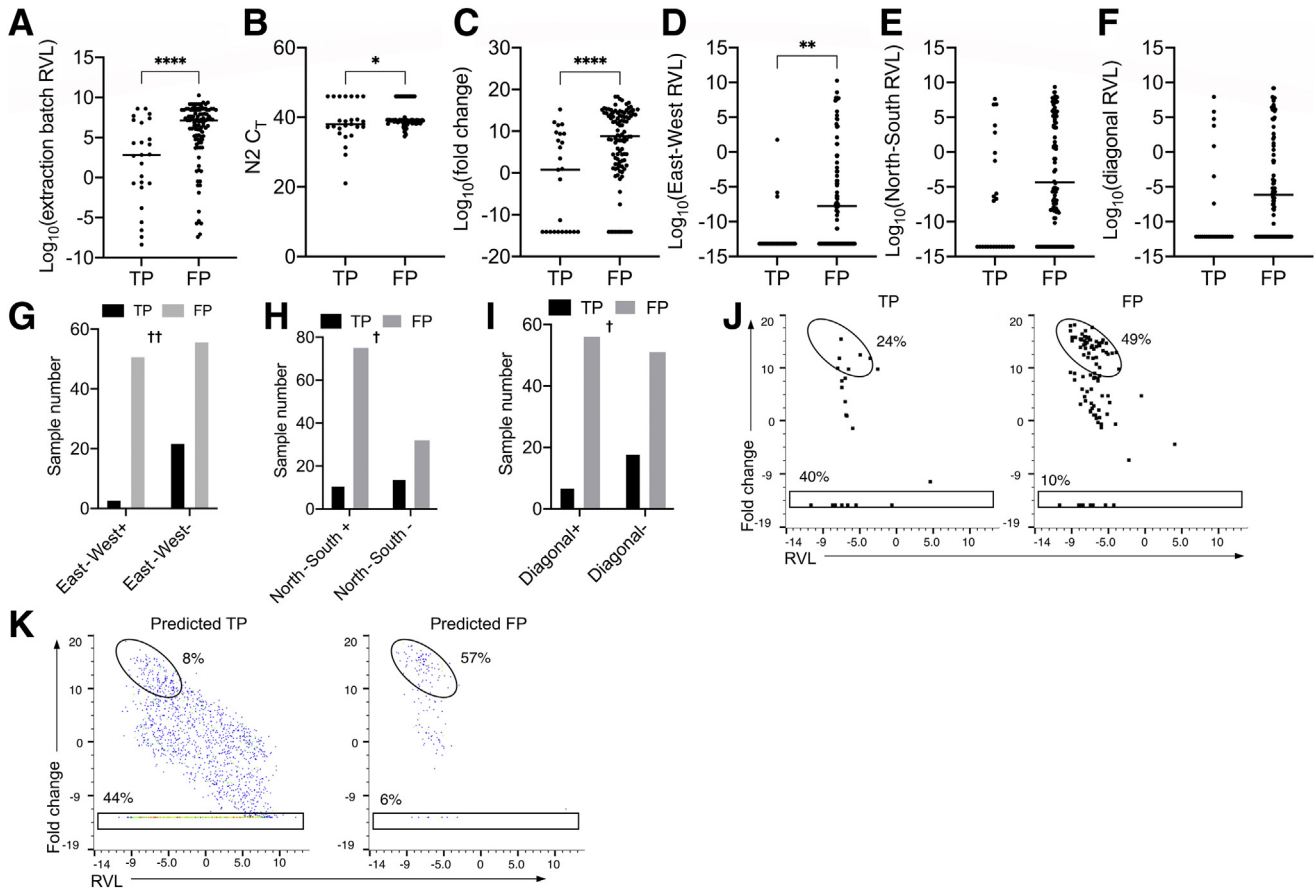 A
Log10(extraction batch RVL)
15
10
5
0
-5
-10
****
TP FP
B
N2 CT
60
40
20
0
*
TP FP
C
Log10(fold change)
30
20
10
0
-10
-20
****
TP FP
D
Log10(East-West RVL)
15
10
5
0
-5
-10
-15
**
TP FP
E
Log10(North-South RVL)
15
10
5
0
-5
-10
-15
TP FP
F
Log10(diagonal RVL)
15
10
5
0
-5
-10
-15
TP FP
G
TP FP
††
Sample number
60
40
20
0
East-West+
East-West-
H
TP FP
†
Sample number
80
60
40
20
0
North-South+
North-South-
I
TP FP
†
Sample number
60
40
20
0
Diagonal+
Diagonal-
J
TP
20
10
0
-9
-19
24%
40%
Fold change
-14 -9 -5.0 0 5.0 10
RVL
FP
20
10
0
-9
-19
49%
10%
-14 -9 -5.0 0 5.0 10
K
Predicted TP
20
10
0
-9
-19
8%
44%
Fold change
-14 -9 -5.0 0 5.0 10
RVL
Predicted FP
20
10
0
-9
-19
57%
6%
-14 -9 -5.0 0 5.0 10